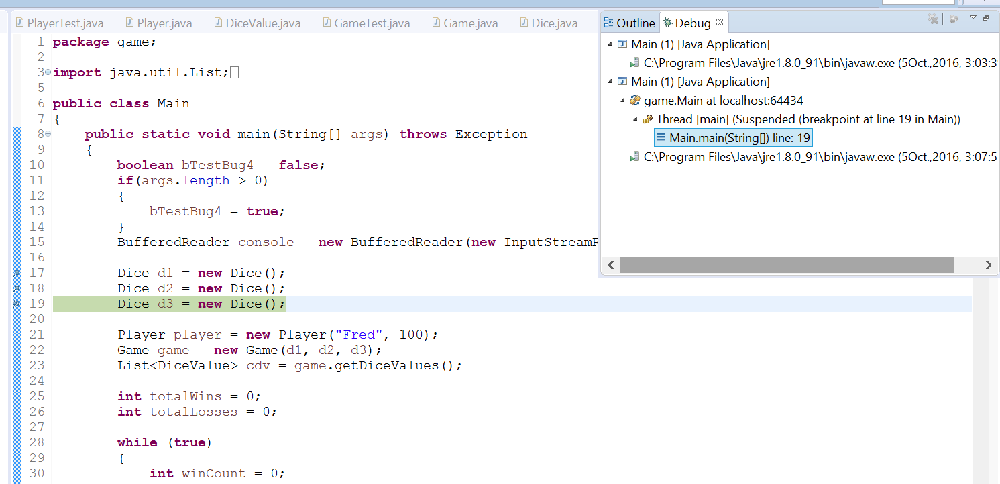 PlayerTest.java Player.java DiceValue.java GameTest.java Game.java Dice.java
1 package game;
2
3 import java.util.List;
5
6 public class Main
7 {
8 public static void main(String[] args) throws Exception
9 {
10 boolean bTestBug4 = false;
11 if(args.length > 0)
12 {
13 bTestBug4 = true;
14 }
15 BufferedReader console = new BufferedReader(new InputStreamR
16
17 Dice d1 = new Dice();
18 Dice d2 = new Dice();
19 Dice d3 = new Dice();
20
21 Player player = new Player("Fred", 100);
22 Game game = new Game(d1, d2, d3);
23 List<DiceValue> cdv = game.getDiceValues();
24
25 int totalWins = 0;
26 int totalLosses = 0;
27
28 while (true)
29 {
30 int winCount = 0;
Outline Debug
Main (1) [Java Application]
C:\Program Files\Java\jre1.8.0_91\bin\javaw.exe (5Oct.,2016, 3:03:3
Main (1) [Java Application]
game.Main at localhost:64434
Thread [main] (Suspended (breakpoint at line 19 in Main))
Main.main(String[]) line: 19
C:\Program Files\Java\jre1.8.0_91\bin\javaw.exe (5Oct.,2016, 3:07:5